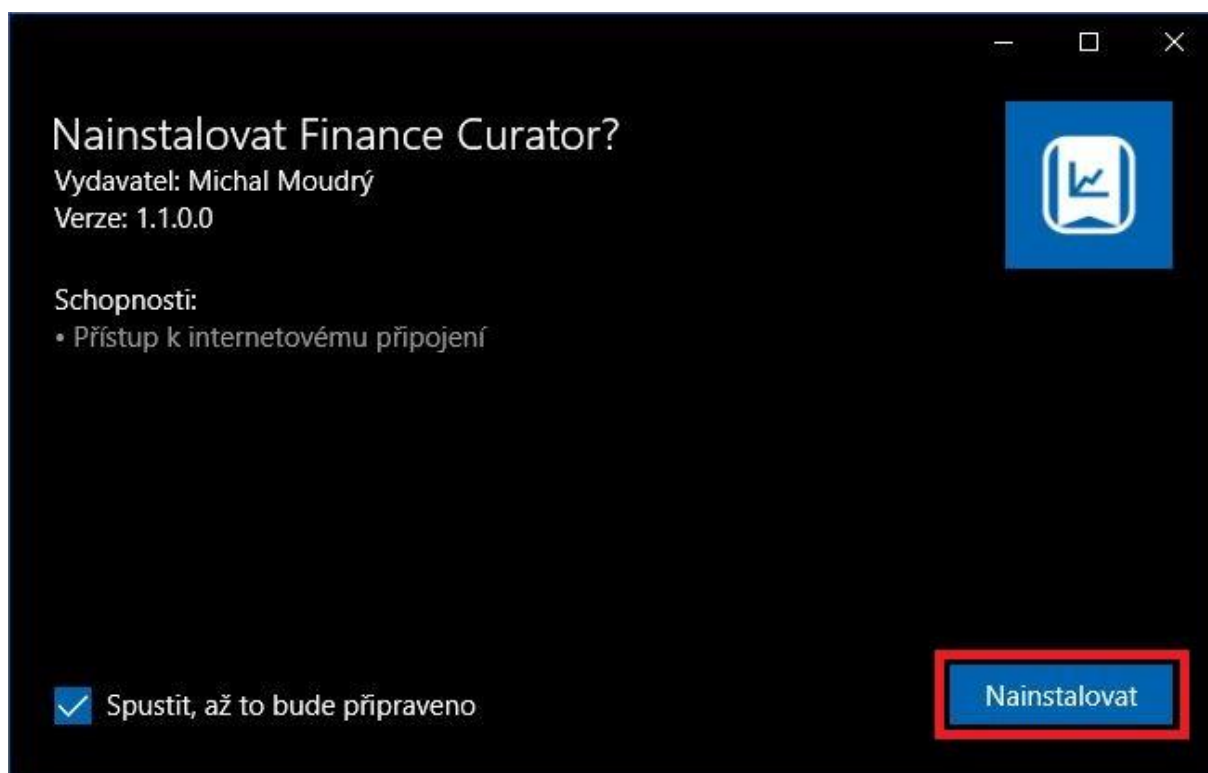 Nainstalovat Finance Curator?
Vydavatel: Michal Moudrý
Verze: 1.1.0.0
Schopnosti:
• Přístup k internetovému připojení
Spustit, až to bude připraveno
Nainstalovat